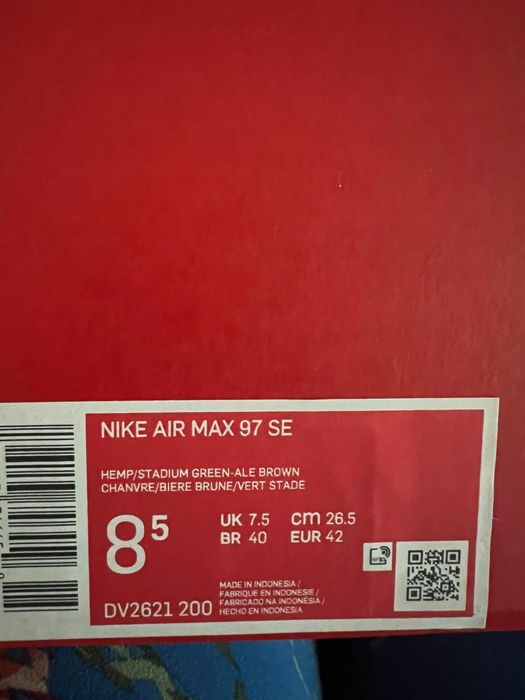 NIKE AIR MAX 97 SE
HEMP/STADIUM GREEN-ALE BROWN
CHANVRE/BIERE BRUNE/VERT STADE
8⁵
UK 7.5 cm 26.5
BR 40 EUR 42
MADE IN INDONESIA /
FABRIQUE EN INDONESIE /
FABRICADO NA INDONÉSIA /
DV2621 200 HECHO EN INDONESIA